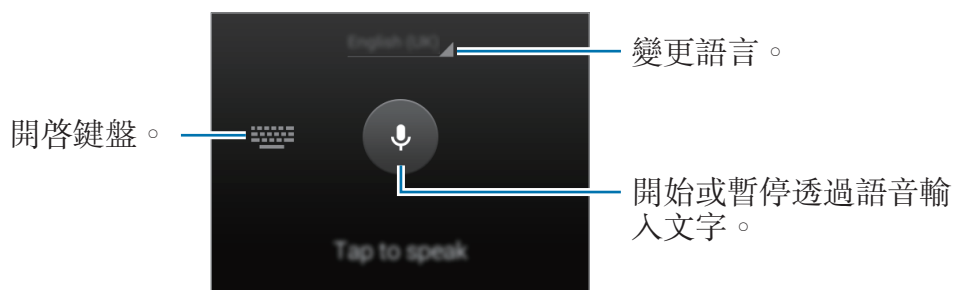 English (UK)
變更語言。
開啓鍵盤。
開始或暫停透過語音輸
入文字。
Tap to speak